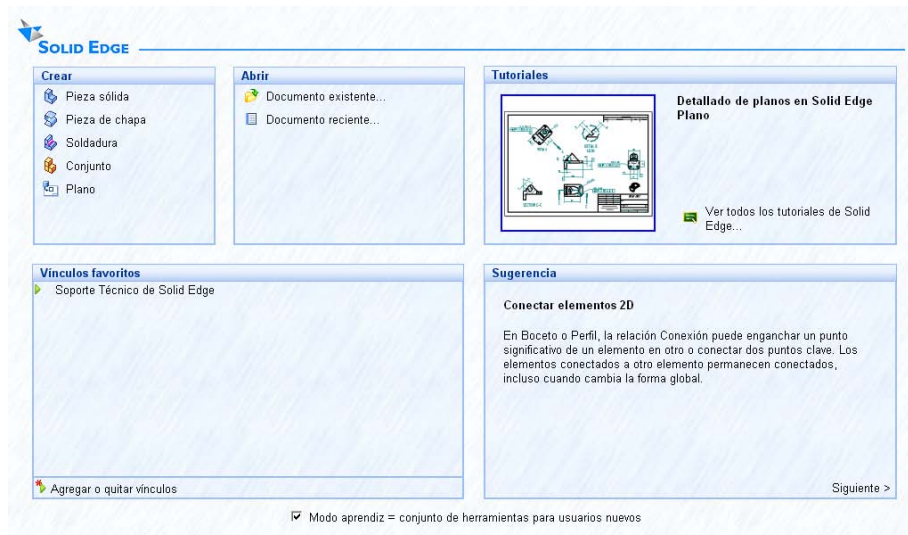 SOLID EDGE
Crear
Pieza sólida
Pieza de chapa
Soldadura
Conjunto
Plano
Abrir
Documento existente...
Documento reciente...
Tutoriales
Detallado de planos en Solid Edge
Plano
Ver todos los tutoriales de Solid
Edge...
Vínculos favoritos
Soporte Técnico de Solid Edge
Agregar o quitar vínculos
Sugerencia
Conectar elementos 2D
En Boceto o Perfil, la relación Conexión puede enganchar un punto
significativo de un elemento en otro o conectar dos puntos clave. Los
elementos conectados a otro elemento permanecen conectados,
incluso cuando cambia la forma global.
Siguiente >
Modo aprendiz = conjunto de herramientas para usuarios nuevos